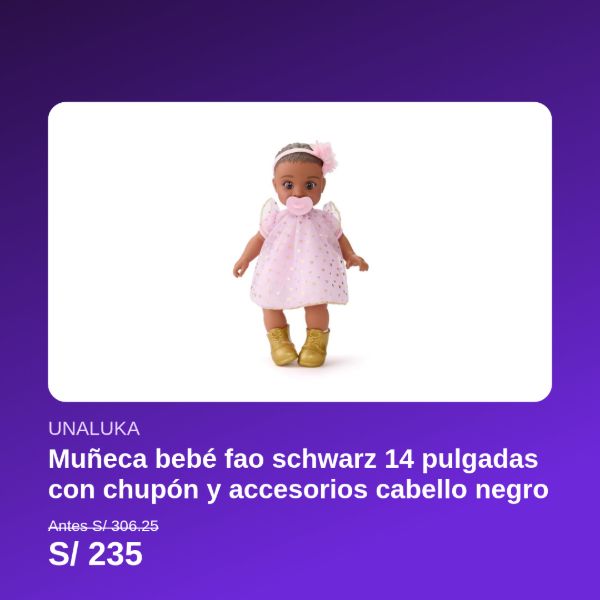 UNALUKA
Muñeca bebé fao schwarz 14 pulgadas
con chupón y accesorios cabello negro
Antes S/ 306.25
S/ 235